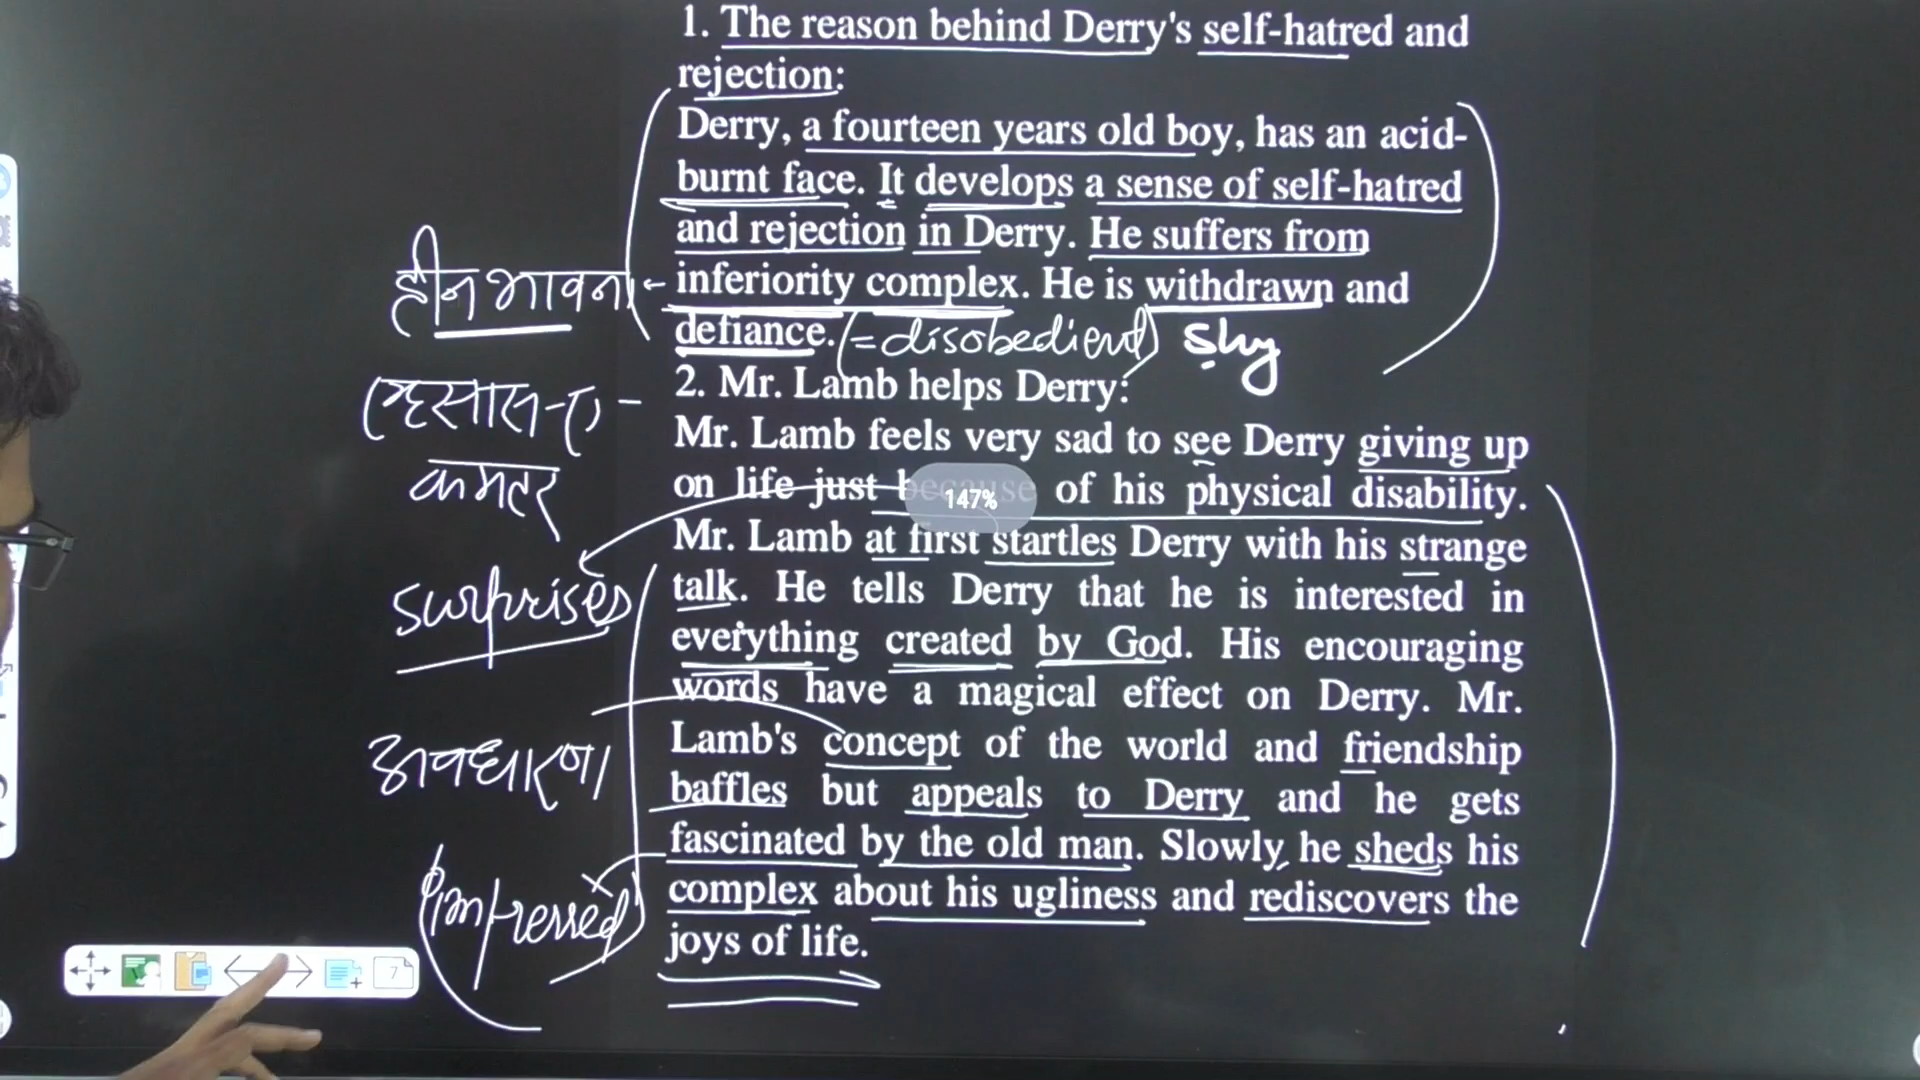 1. The reason behind Derry's self-hatred and
rejection:
Derry, a fourteen years old boy, has an acid-
burnt face. It develops a sense of self-hatred
and rejection in Derry. He suffers from
हीन भावना
inferiority complex. He is withdrawn and
defiance. (= disobedient) shy
2. Mr. Lamb helps Derry:
कमतर
Mr. Lamb feels very sad to see Derry giving up
on life just because of his physical disability.
147%
Mr. Lamb at first startles Derry with his strange
surprises
talk. He tells Derry that he is interested in
everything created by God. His encouraging
words have a magical effect on Derry. Mr.
अवधारणा
Lamb's concept of the world and friendship
baffles but appeals to Derry and he gets
fascinated by the old man. Slowly, he sheds his
impressed
complex about his ugliness and rediscovers the
joys of life.
7